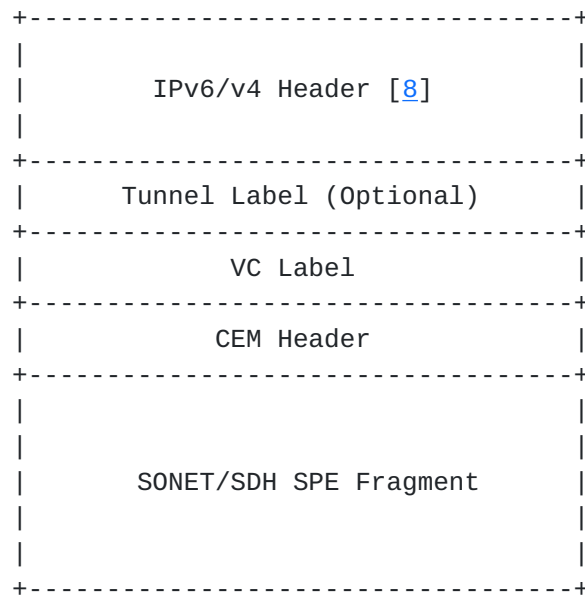 IPv6/v4 Header [8]
Tunnel Label (Optional)
VC Label
CEM Header
SONET/SDH SPE Fragment